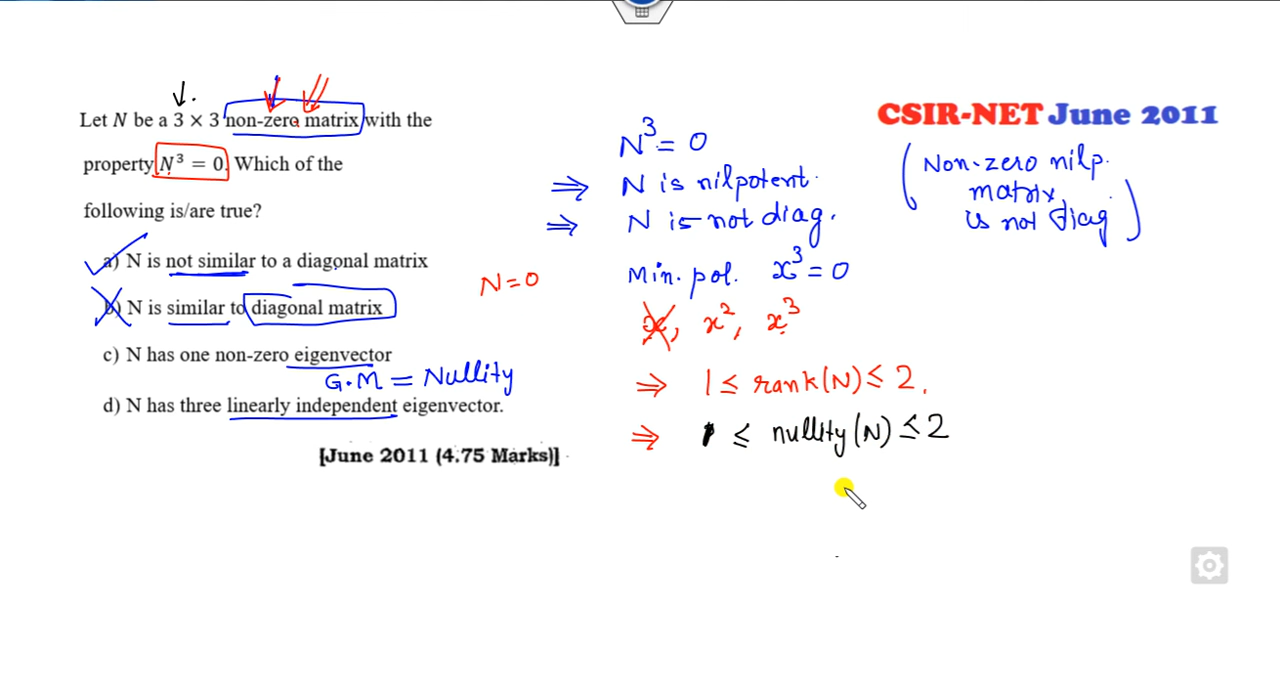 Let N be a 3 × 3 non-zero matrix with the
property N³ = 0. Which of the
following is/are true?
a) N is not similar to a diagonal matrix
b) N is similar to diagonal matrix
c) N has one non-zero eigenvector
G.M = Nullity
d) N has three linearly independent eigenvector.
[June 2011 (4.75 Marks)]
N=0
N³ = 0
⇒ N is nilpotent.
⇒ N is not diag.
Min. pol. x³ = 0
x, x², x³
⇒ 1 ≤ rank(N) ≤ 2.
⇒ 1 ≤ nullity(N) ≤ 2
CSIR-NET June 2011
(Non-zero nilp.
matrix
is not diag)